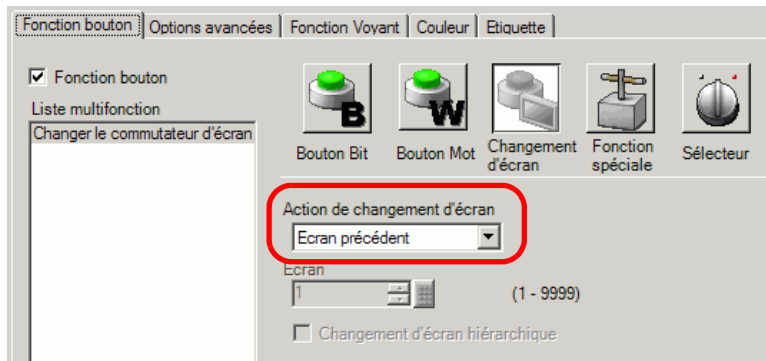 Fonction bouton Options avancées Fonction Voyant Couleur Etiquette
Fonction bouton
Liste multifonction
Changer le commutateur d'écran
B
W
Bouton Bit Bouton Mot Changement d'écran Fonction spéciale Sélecteur
Action de changement d'écran
Ecran précédent
Ecran
1 (1 - 9999)
Changement d'écran hiérarchique